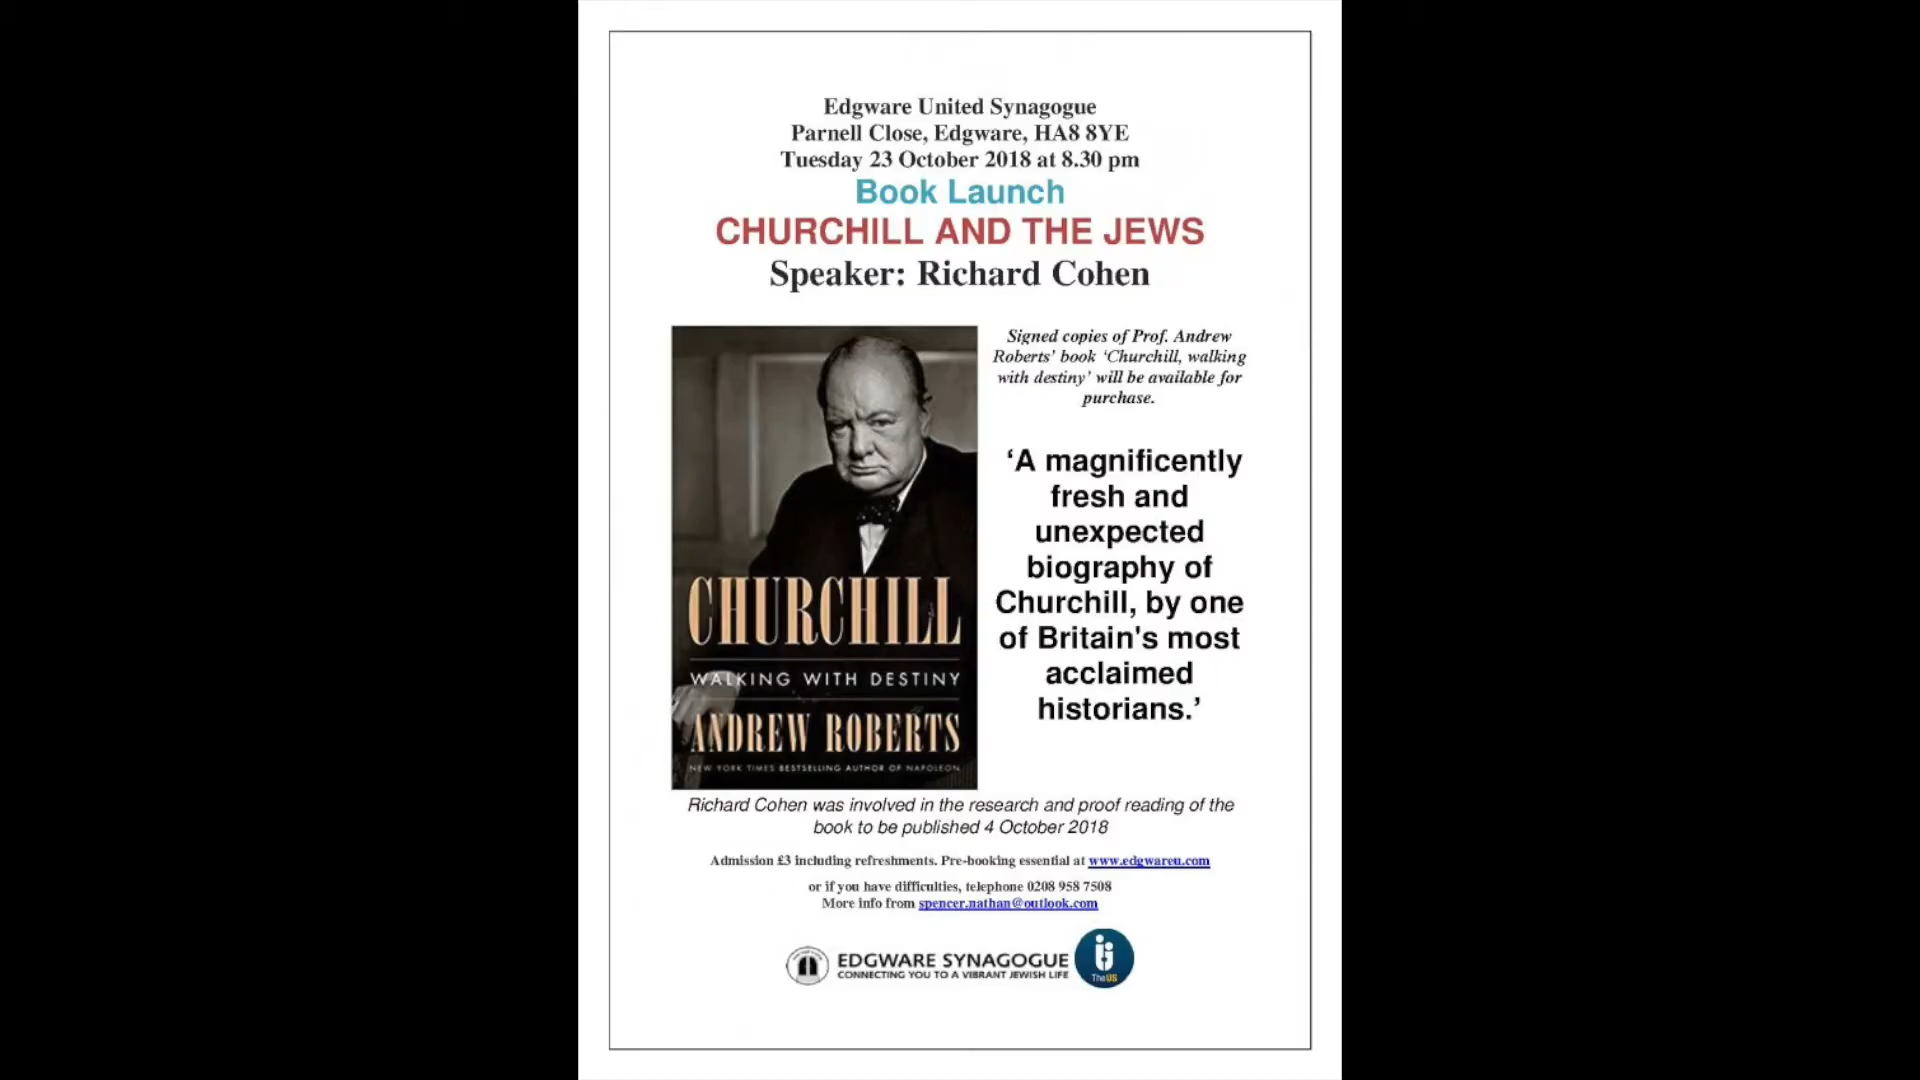 Edgware United Synagogue
Parnell Close, Edgware, HA8 8YE
Tuesday 23 October 2018 at 8.30 pm
Book Launch
CHURCHILL AND THE JEWS
Speaker: Richard Cohen
Signed copies of Prof. Andrew
Roberts' book ‘Churchill, walking
with destiny’ will be available for
purchase.
‘A magnificently
fresh and
unexpected
biography of
Churchill, by one
of Britain's most
acclaimed
historians.’
CHURCHILL
WALKING WITH DESTINY
ANDREW ROBERTS
NEW YORK TIMES BESTSELLING AUTHOR OF NAPOLEON
Richard Cohen was involved in the research and proof reading of the
book to be published 4 October 2018
Admission £3 including refreshments. Pre-booking essential at www.edgwareu.com
or if you have difficulties, telephone 0208 958 7508
More info from spencer.nathan@outlook.com
EDGWARE SYNAGOGUE
CONNECTING YOU TO A VIBRANT JEWISH LIFE
TheUS